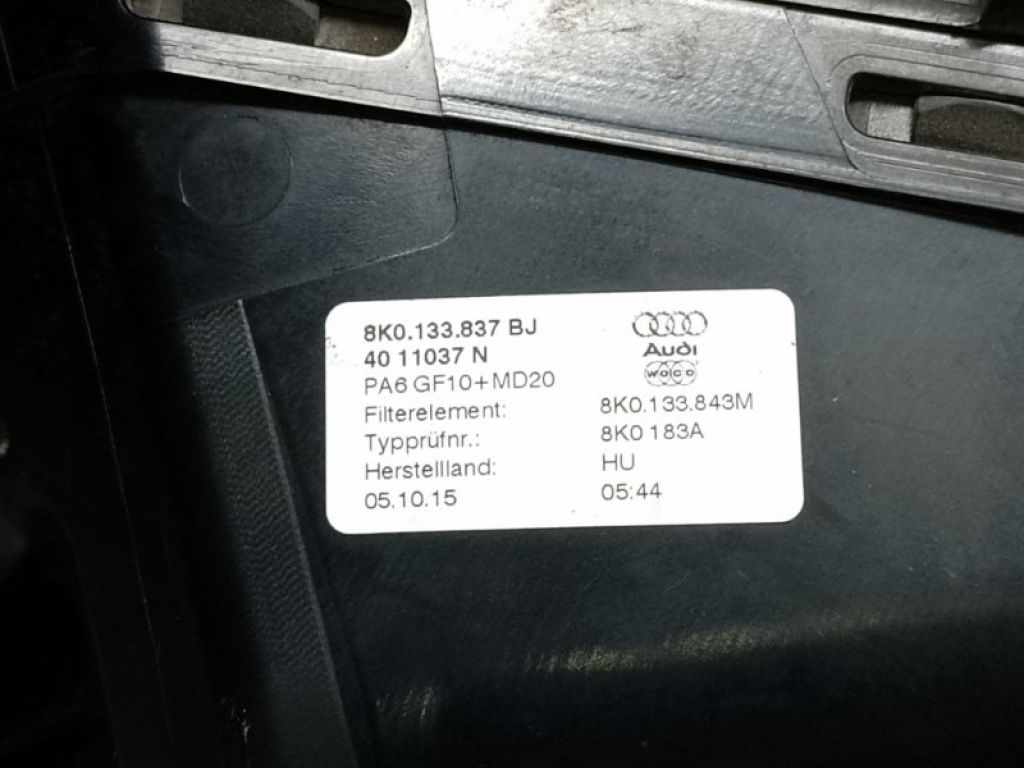 8K0.133.837 BJ
40 11037 N
Audi
PA6 GF10+MD20
WOCO
Filterelement: 8K0.133.843M
Typprüfnr.: 8K0 183A
Herstellland: HU
05.10.15 05:44